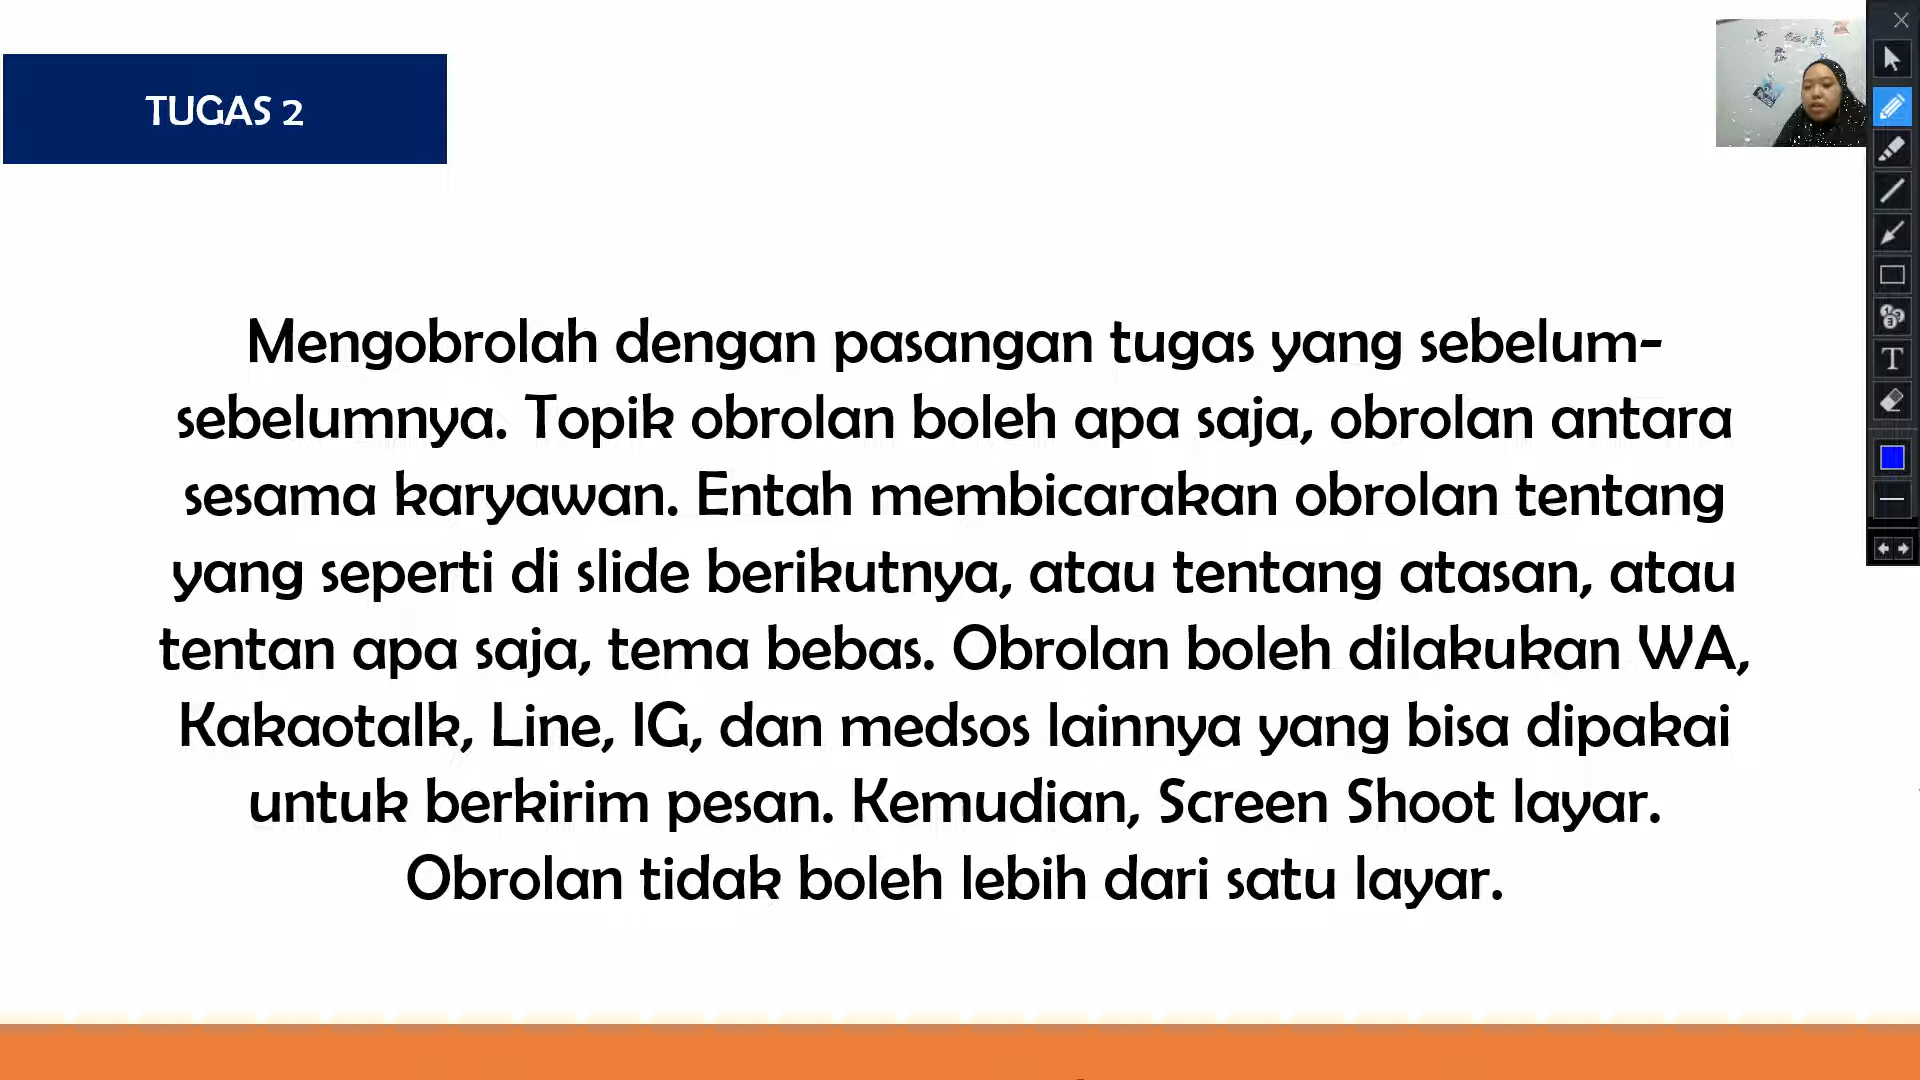 TUGAS 2
Mengobrolah dengan pasangan tugas yang sebelum-
sebelumnya. Topik obrolan boleh apa saja, obrolan antara
sesama karyawan. Entah membicarakan obrolan tentang
yang seperti di slide berikutnya, atau tentang atasan, atau
tentan apa saja, tema bebas. Obrolan boleh dilakukan WA,
Kakaotalk, Line, IG, dan medsos lainnya yang bisa dipakai
untuk berkirim pesan. Kemudian, Screen Shoot layar.
Obrolan tidak boleh lebih dari satu layar.